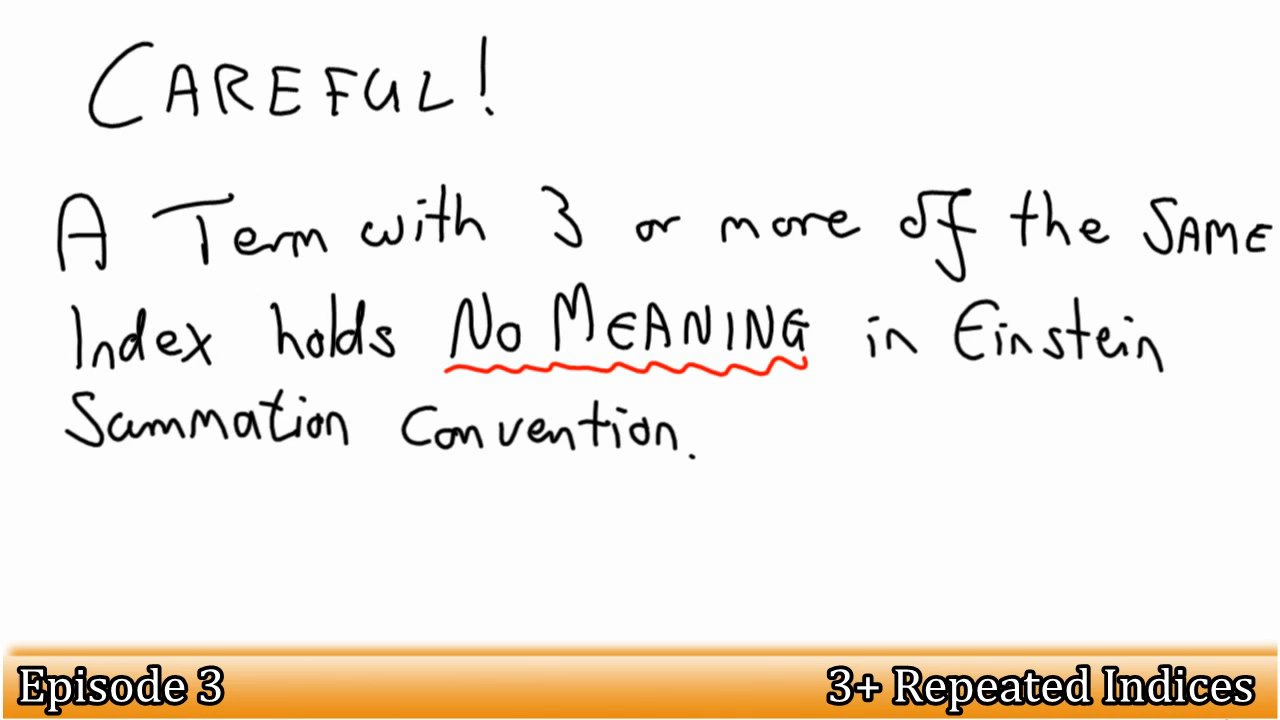 CAREFUL!
A Term with 3 or more of the SAME
Index holds No MEANING in Einstein
Summation Convention.
Episode 3
3+ Repeated Indices